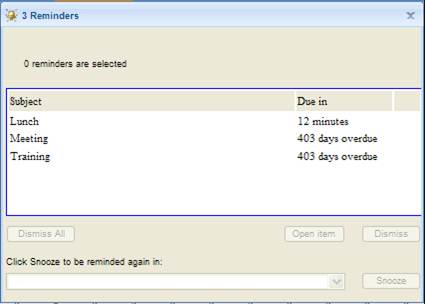 3 Reminders
0 reminders are selected
Subject Due in
Lunch 12 minutes
Meeting 403 days overdue
Training 403 days overdue
Dismiss All Open item Dismiss
Click Snooze to be reminded again in:
Snooze